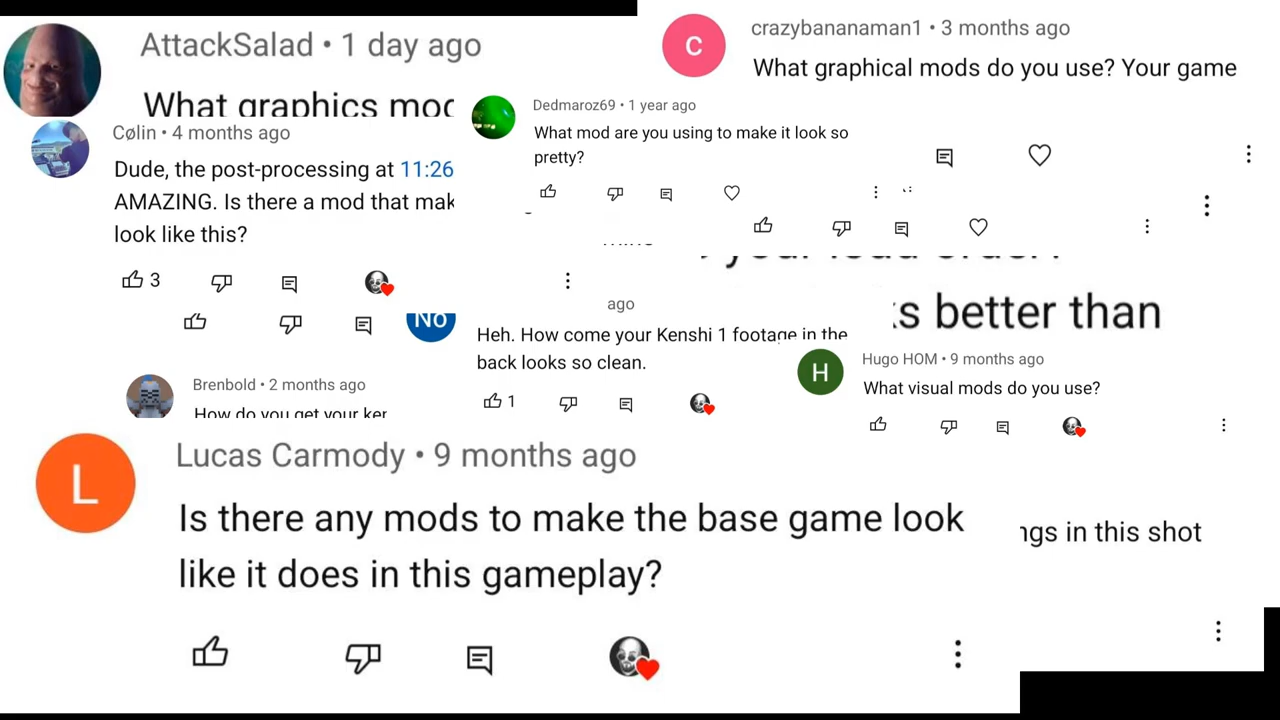 AttackSalad • 1 day ago
What graphics
crazybananaman1 • 3 months ago
C
What graphical mods do you use? Your game
Dedmaroz69 • 1 year ago
What mod are you using to make it look so
pretty?
Cølin • 4 months ago
Dude, the post-processing at 11:26
AMAZING. Is there a mod that mak
look like this?
3
No
ago
Heh. How come your Kenshi 1 footage in the
back looks so clean.
1
your load order?
s better than
H
Hugo HOM • 9 months ago
What visual mods do you use?
Brenbold • 2 months ago
How do you get your ker
L
Lucas Carmody • 9 months ago
Is there any mods to make the base game look
like it does in this gameplay?
ngs in this shot